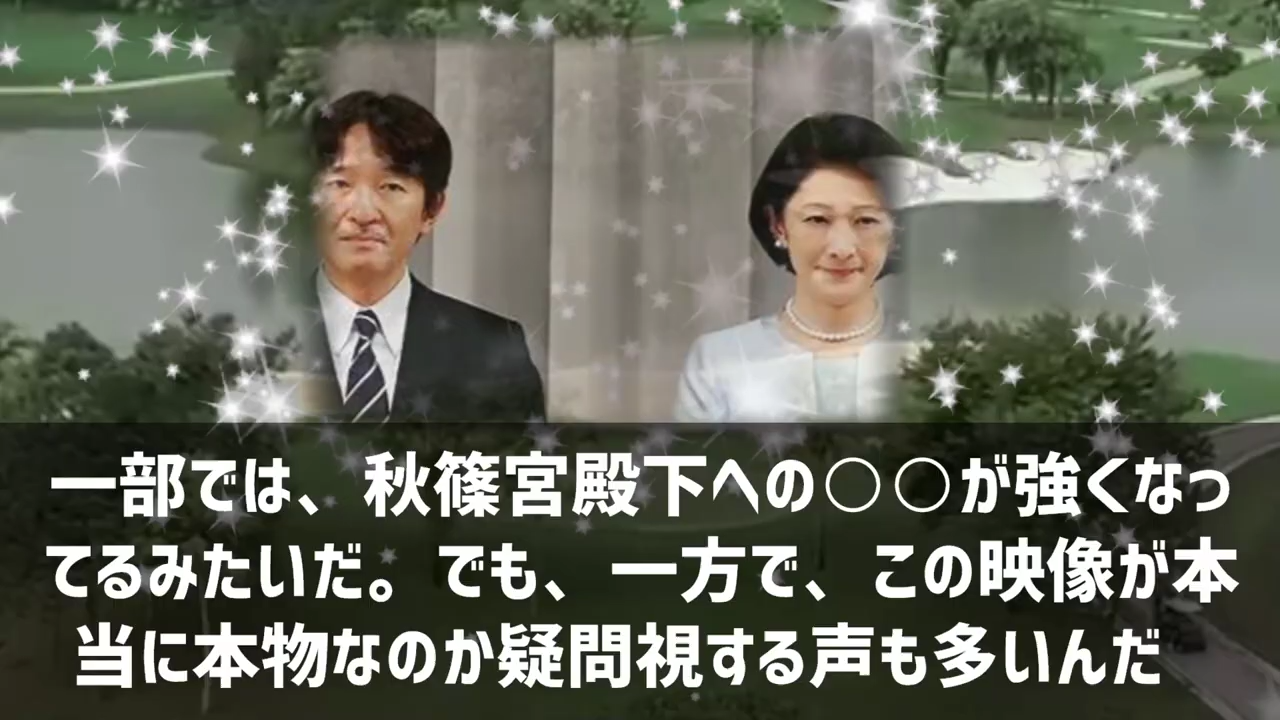 一部では、秋篠宮殿下への○○が強くなっ
てるみたいだ。でも、一方で、この映像が本
当に本物なのか疑問視する声も多いんだ